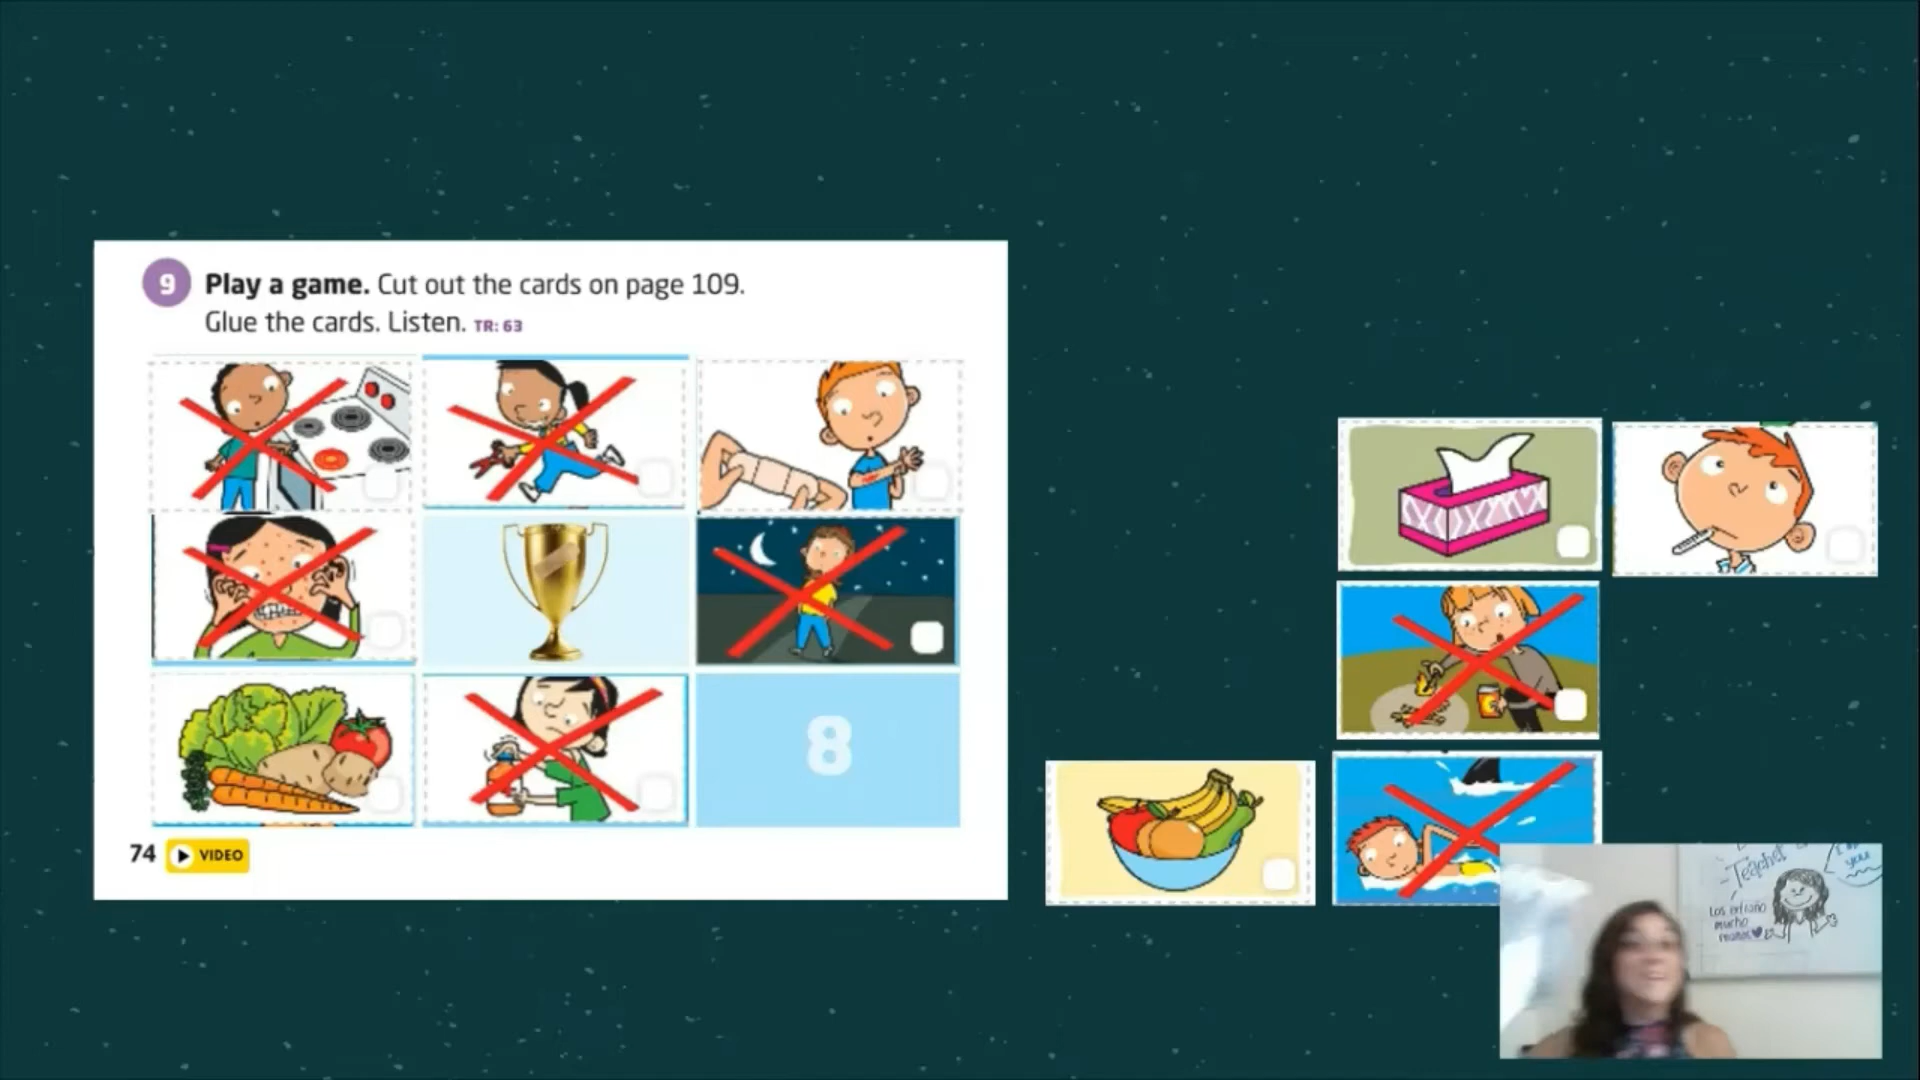 9 Play a game. Cut out the cards on page 109.
Glue the cards. Listen. TR: 63
8
74 VIDEO
-Teacher
you
Los extraño
mucho